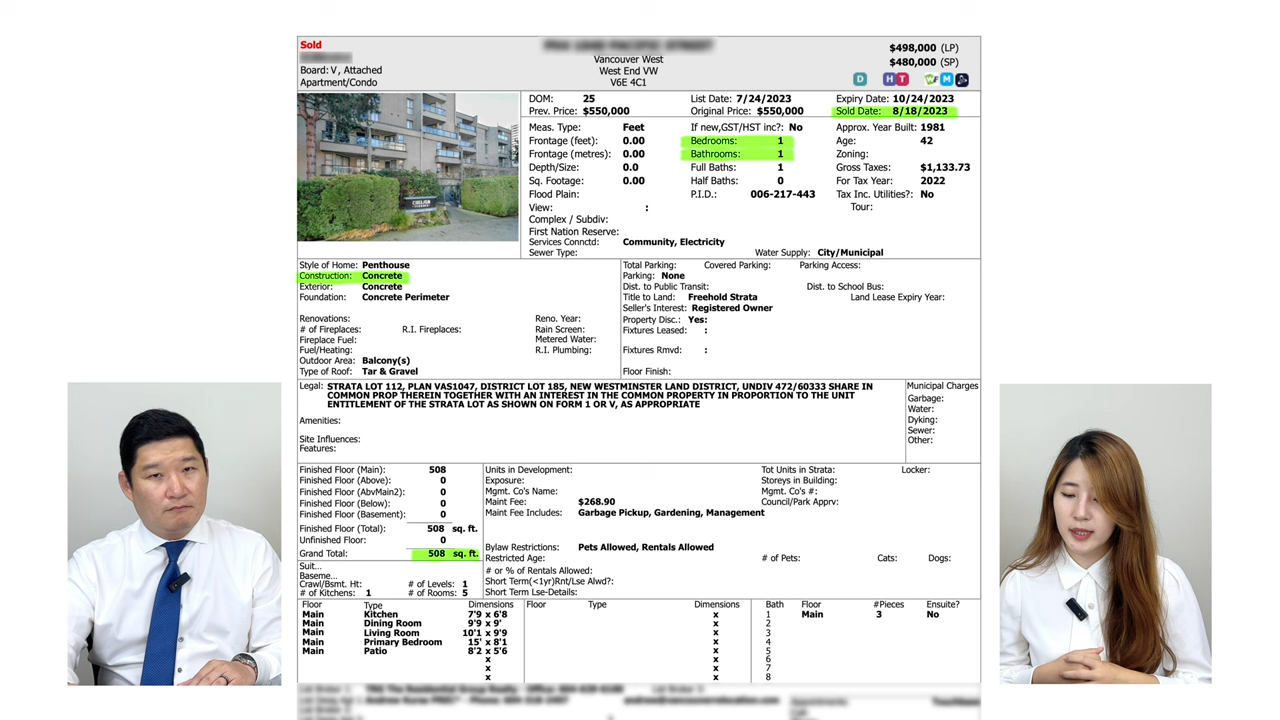 Sold
$498,000 (LP)
Vancouver West
$480,000 (SP)
Board: V, Attached
West End VW
Apartment/Condo
V6E 4C1
DOM: 25 List Date: 7/24/2023 Expiry Date: 10/24/2023
Prev. Price: $550,000 Original Price: $550,000 Sold Date: 8/18/2023
Meas. Type: Feet If new,GST/HST inc?: No Approx. Year Built: 1981
Frontage (feet): 0.00 Bedrooms: 1 Age: 42
Frontage (metres): 0.00 Bathrooms: 1 Zoning:
Depth/Size: 0.0 Full Baths: 1 Gross Taxes: $1,133.73
Sq. Footage: 0.00 Half Baths: 0 For Tax Year: 2022
Flood Plain: P.I.D.: 006-217-443 Tax Inc. Utilities?: No
View: : Tour:
Complex / Subdiv:
First Nation Reserve:
Services Connctd: Community, Electricity
Sewer Type: Water Supply: City/Municipal
Style of Home: Penthouse Total Parking: Covered Parking: Parking Access:
Construction: Concrete Parking: None
Exterior: Concrete Dist. to Public Transit: Dist. to School Bus:
Foundation: Concrete Perimeter Title to Land: Freehold Strata Land Lease Expiry Year:
Seller's Interest: Registered Owner
Renovations: Reno. Year: Property Disc.: Yes:
# of Fireplaces: R.I. Fireplaces: Rain Screen: Fixtures Leased: :
Fireplace Fuel: Metered Water:
Fuel/Heating: R.I. Plumbing: Fixtures Rmvd: :
Outdoor Area: Balcony(s)
Type of Roof: Tar & Gravel Floor Finish:
Legal: STRATA LOT 112, PLAN VAS1047, DISTRICT LOT 185, NEW WESTMINSTER LAND DISTRICT, UNDIV 472/60333 SHARE IN Municipal Charges
COMMON PROP THEREIN TOGETHER WITH AN INTEREST IN THE COMMON PROPERTY IN PROPORTION TO THE UNIT Garbage:
ENTITLEMENT OF THE STRATA LOT AS SHOWN ON FORM 1 OR V, AS APPROPRIATE Water:
Amenities: Dyking:
Sewer:
Site Influences: Other:
Features:
Finished Floor (Main): 508 Units in Development: Tot Units in Strata: Locker:
Finished Floor (Above): 0 Exposure: Storeys in Building:
Finished Floor (AbvMain2): 0 Mgmt. Co's Name: Mgmt. Co's #:
Finished Floor (Below): 0 Maint Fee: $268.90 Council/Park Apprv:
Finished Floor (Basement): 0 Maint Fee Includes: Garbage Pickup, Gardening, Management
Finished Floor (Total): 508 sq. ft.
Unfinished Floor: 0
Grand Total: 508 sq. ft. Bylaw Restrictions: Pets Allowed, Rentals Allowed
Restricted Age: # of Pets: Cats: Dogs:
Suit...
# or % of Rentals Allowed:
Baseme...
Crawl/Bsmt. Ht: # of Levels: 1 Short Term(<1yr)Rnt/Lse Alwd?:
# of Kitchens: 1 # of Rooms: 5 Short Term Lse-Details:
Floor Type Dimensions Floor Type Dimensions Bath Floor #Pieces Ensuite?
Main Kitchen 7'9 x 6'8 x 1 Main 3 No
Main Dining Room 9'9 x 9' x 2
Main Living Room 10'1 x 9'9 x 3
Main Primary Bedroom 15' x 8'1 x 4
Main Patio 8'2 x 5'6 x 5
x x 6
x x 7
x x 8